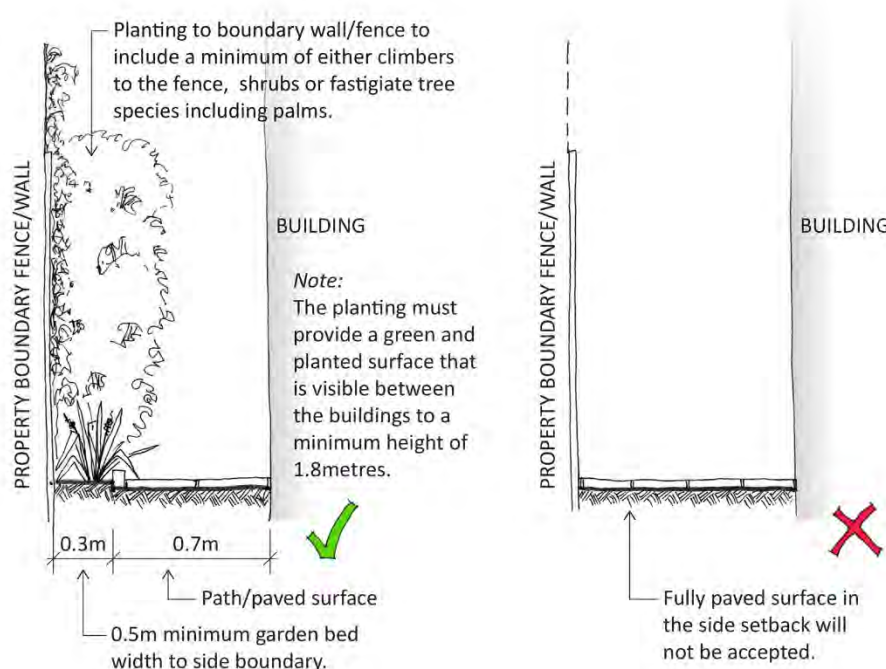 Planting to boundary wall/fence to
include a minimum of either climbers
to the fence, shrubs or fastigiate tree
species including palms.
PROPERTY BOUNDARY FENCE/WALL
BUILDING
Note:
The planting must
provide a green and
planted surface that
is visible between
the buildings to a
minimum height of
1.8metres.
0.3m
0.7m
Path/paved surface
0.5m minimum garden bed
width to side boundary.
PROPERTY BOUNDARY FENCE/WALL
BUILDING
Fully paved surface in
the side setback will
not be accepted.